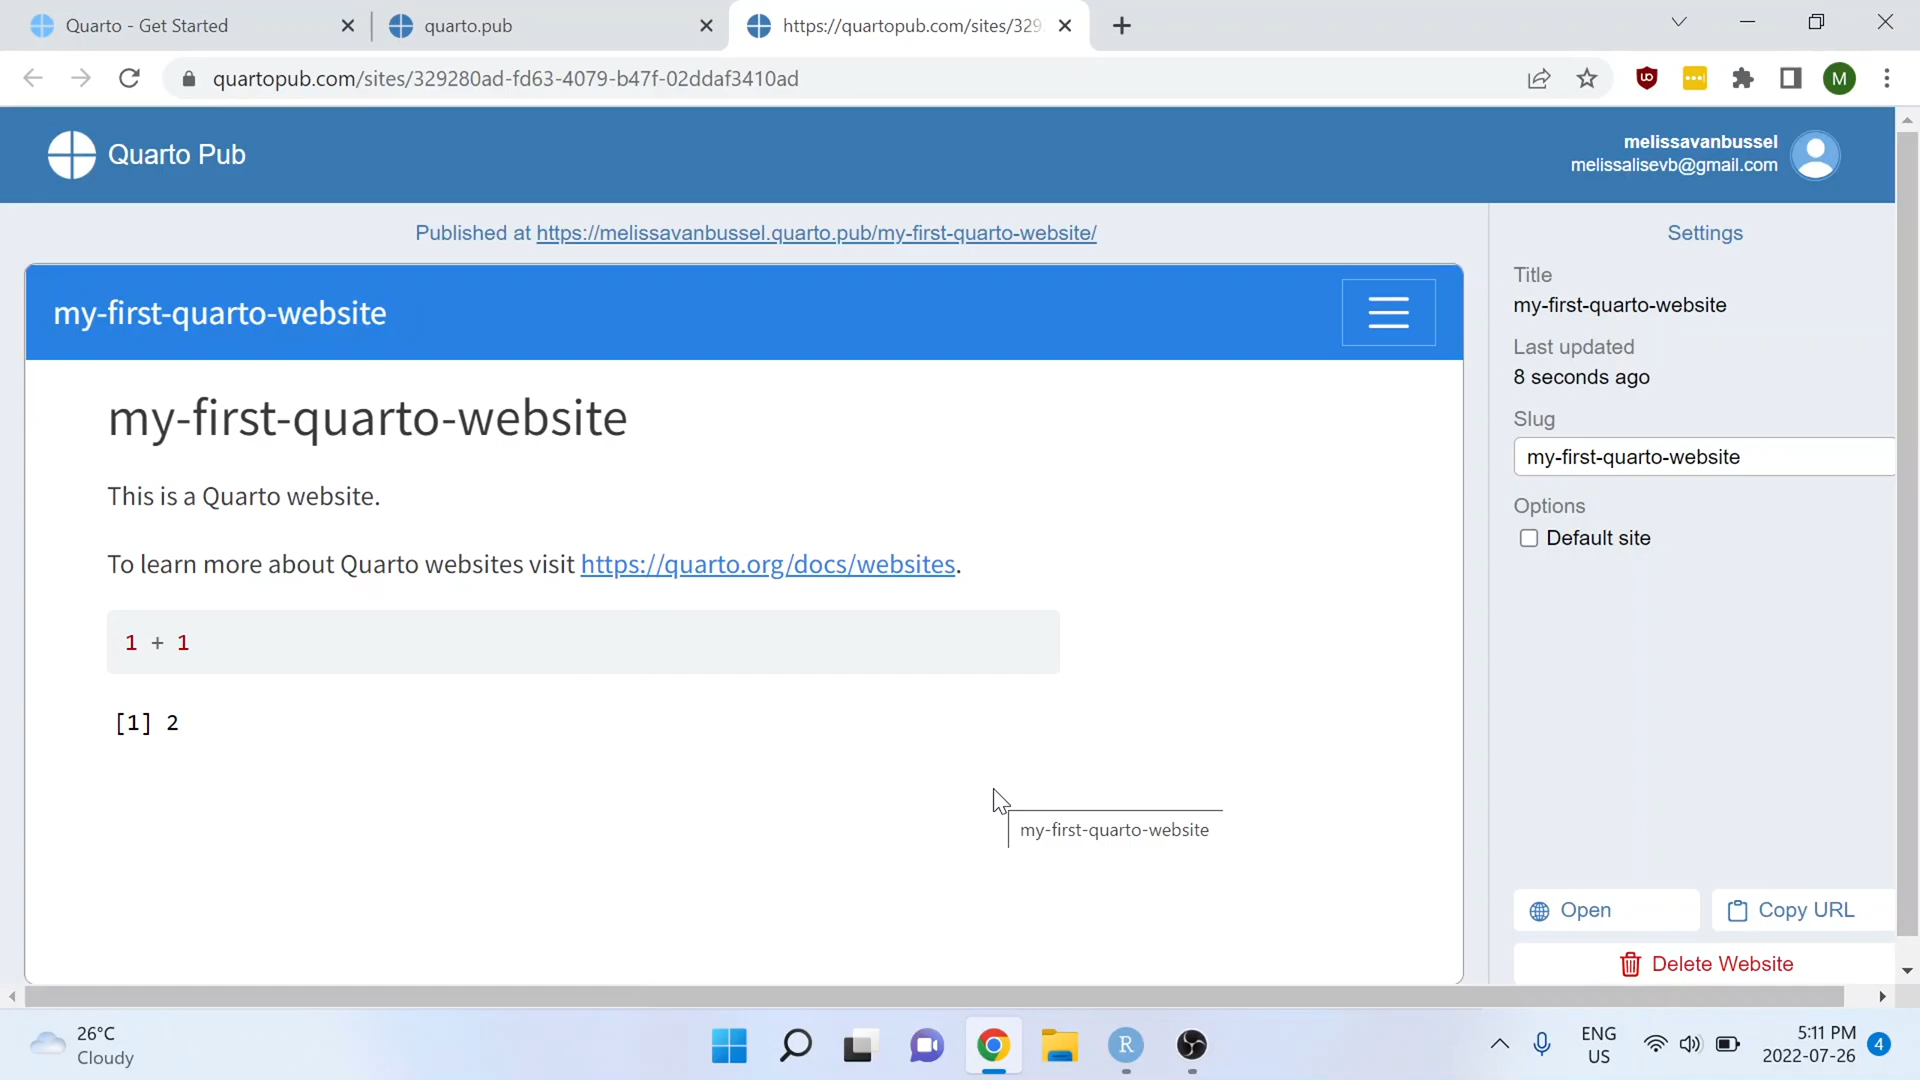 Quarto - Get Started
quarto.pub
https://quartopub.com/sites/329
quartopub.com/sites/329280ad-fd63-4079-b47f-02ddaf3410ad
M
Quarto Pub
melissavanbussel
melissalisevb@gmail.com
Published at https://melissavanbussel.quarto.pub/my-first-quarto-website/
Settings
my-first-quarto-website
Title
my-first-quarto-website
Last updated
8 seconds ago
my-first-quarto-website
Slug
my-first-quarto-website
This is a Quarto website.
Options
Default site
To learn more about Quarto websites visit https://quarto.org/docs/websites.
1 + 1
[1] 2
my-first-quarto-website
Open
Copy URL
Delete Website
26°C
Cloudy
R
ENG
US
5:11 PM
2022-07-26
4